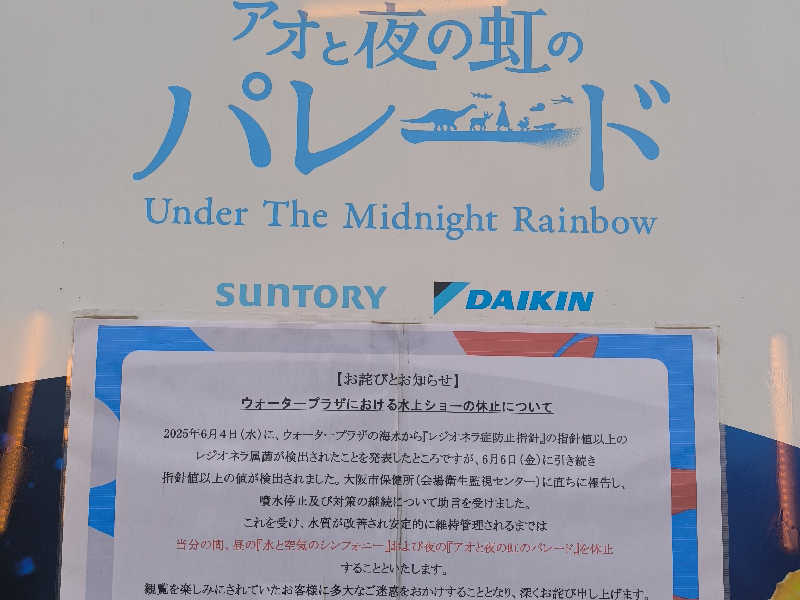 アオと夜の虹の
パレード
Under The Midnight Rainbow
SUNTORY DAIKIN
【お詫びとお知らせ】
ウォータープラザにおける水上ショーの休止について
2025年6月4日(水)に、ウォータープラザの海水から『レジオネラ症防止指針』の指針値以上の
レジオネラ属菌が検出されたことを発表したところですが、6月6日(金)に引き続き
指針値以上の値が検出されました。大阪市保健所(会場衛生監視センター)に直ちに報告し、
噴水停止及び対策の継続について助言を受けました。
これを受け、水質が改善され安定的に維持管理されるまでは
当分の間、昼の『水と空気のシンフォニー』および夜の『アオと夜の虹のパレード』を休止
することといたします。
観覧を楽しみにされていたお客様に多大なご迷惑をおかけすることとなり、深くお詫び申し上げます。